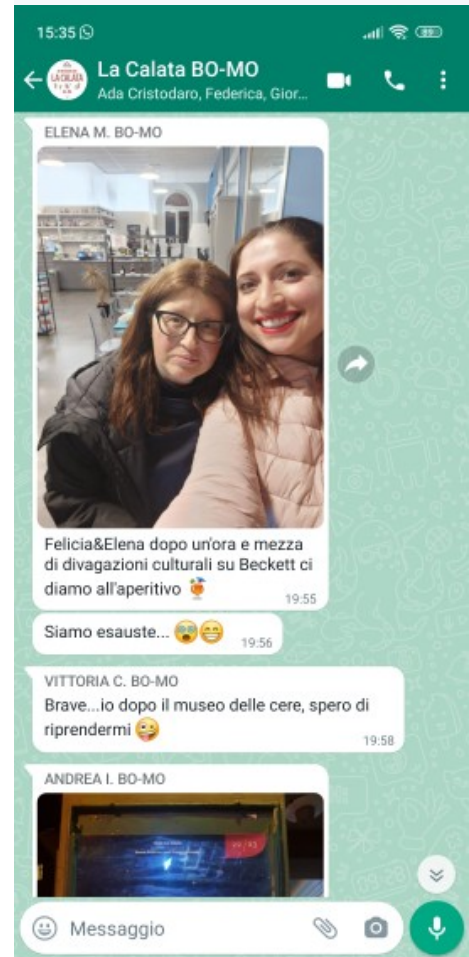 15:35
La Calata BO-MO
Ada Cristodaro, Federica, Gior...
ELENA M. BO-MO
Felicia&Elena dopo un'ora e mezza
di divagazioni culturali su Beckett ci
diamo all'aperitivo 🍹
19:55
Siamo esauste... 😵😁
19:56
VITTORIA C. BO-MO
Brave...io dopo il museo delle cere, spero di
riprendermi 🤪
19:58
ANDREA I. BO-MO
Messaggio